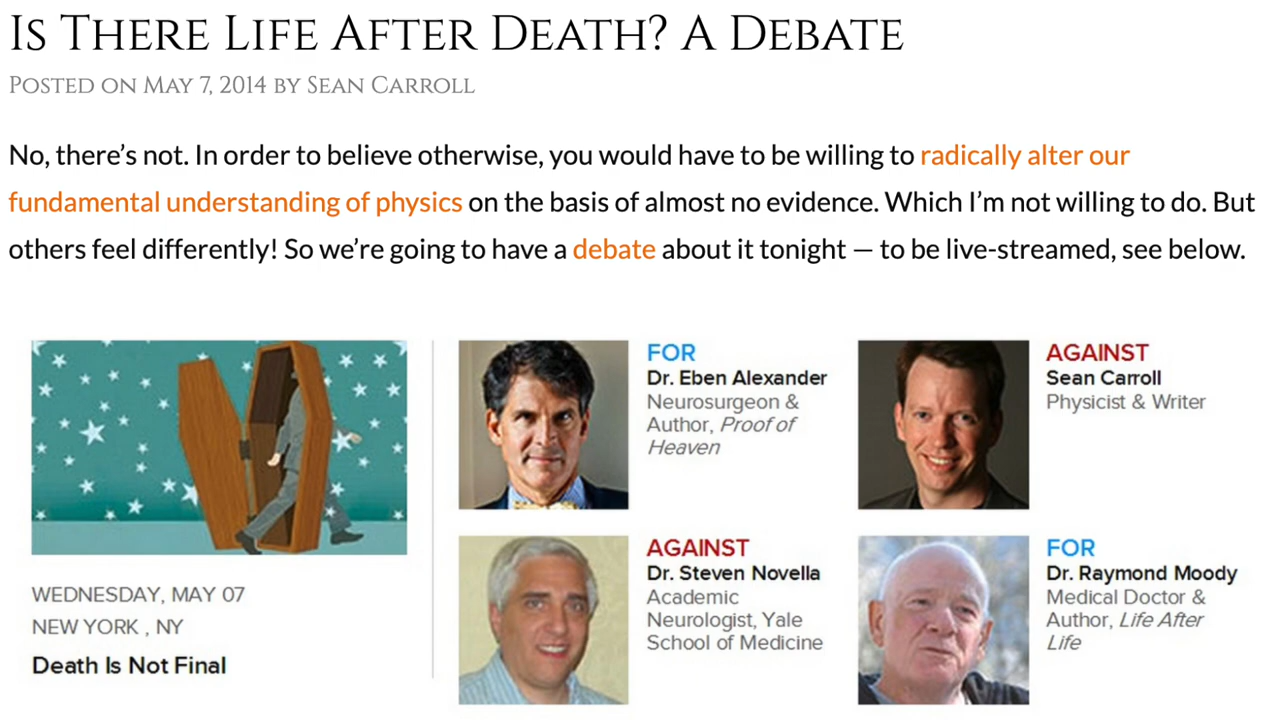 Is There Life After Death? A Debate
Posted on May 7, 2014 by Sean Carroll
No, there's not. In order to believe otherwise, you would have to be willing to radically alter our
fundamental understanding of physics on the basis of almost no evidence. Which I'm not willing to do. But
others feel differently! So we're going to have a debate about it tonight — to be live-streamed, see below.
WEDNESDAY, MAY 07
NEW YORK , NY
Death Is Not Final
FOR
Dr. Eben Alexander
Neurosurgeon &
Author, Proof of
Heaven
AGAINST
Sean Carroll
Physicist & Writer
AGAINST
Dr. Steven Novella
Academic
Neurologist, Yale
School of Medicine
FOR
Dr. Raymond Moody
Medical Doctor &
Author, Life After
Life